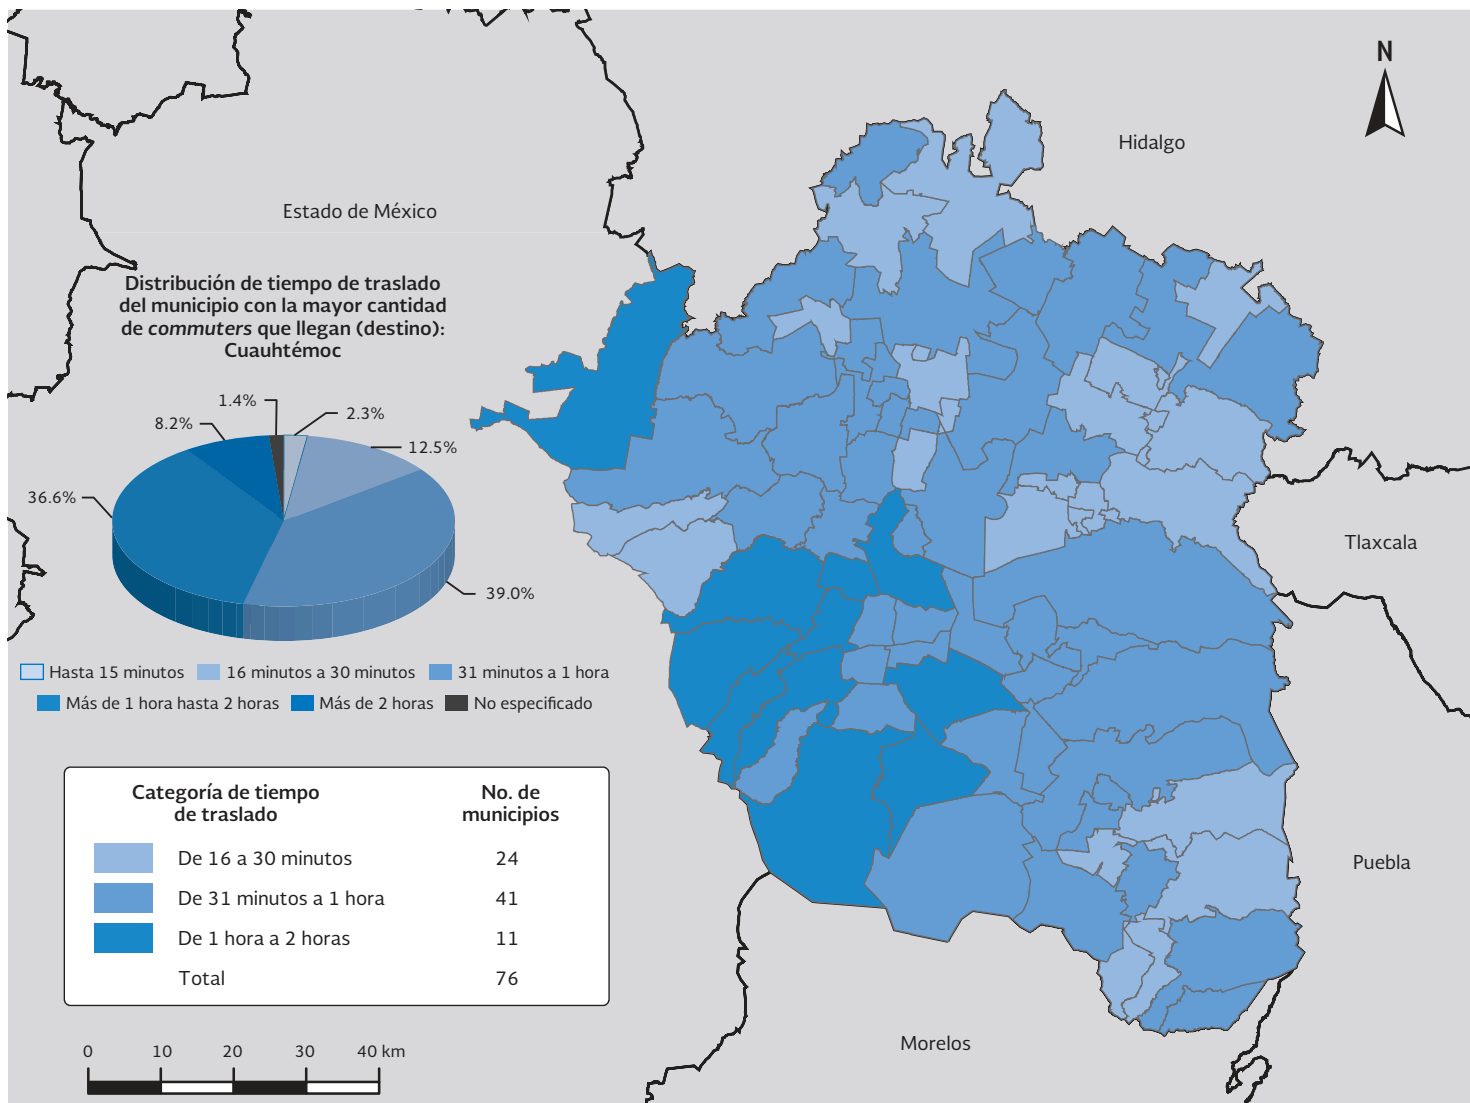 N
Hidalgo
Estado de México
Distribución de tiempo de traslado
del municipio con la mayor cantidad
de commuters que llegan (destino):
Cuauhtémoc
1.4%
2.3%
8.2%
12.5%
36.6%
39.0%
Hasta 15 minutos
16 minutos a 30 minutos
31 minutos a 1 hora
Más de 1 hora hasta 2 horas
Más de 2 horas
No especificado
Tlaxcala
Puebla
Morelos
Categoría de tiempo
de traslado
No. de
municipios
De 16 a 30 minutos 24
De 31 minutos a 1 hora 41
De 1 hora a 2 horas 11
Total 76
0 10 20 30 40 km